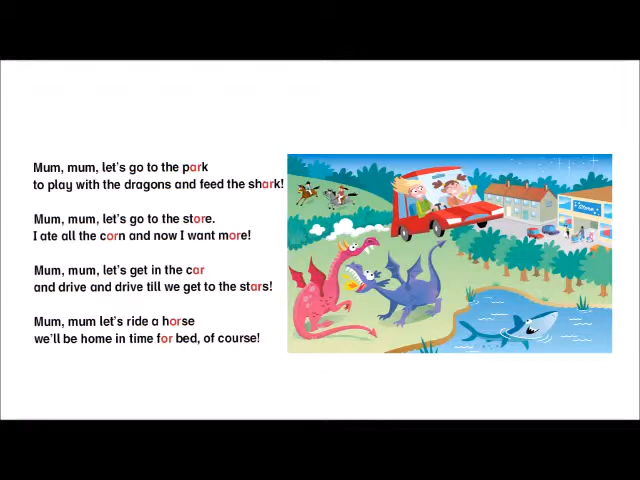 Mum, mum, let's go to the park
to play with the dragons and feed the shark!
Mum, mum, let's go to the store.
I ate all the corn and now I want more!
Mum, mum, let's get in the car
and drive and drive till we get to the stars!
Mum, mum let's ride a horse
we'll be home in time for bed, of course!
Store